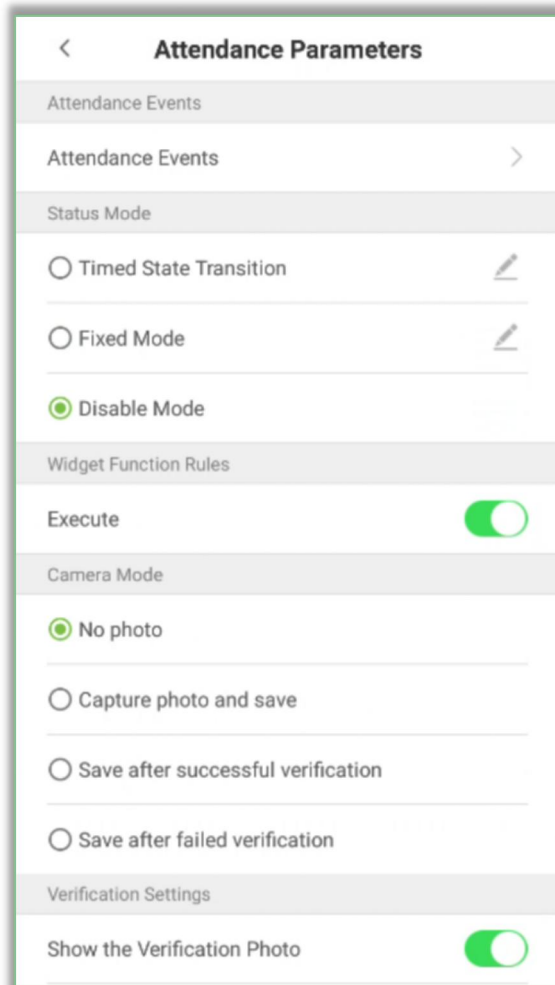 Attendance Parameters
Attendance Events
Attendance Events
Status Mode
Timed State Transition
Fixed Mode
Disable Mode
Widget Function Rules
Execute
Camera Mode
No photo
Capture photo and save
Save after successful verification
Save after failed verification
Verification Settings
Show the Verification Photo